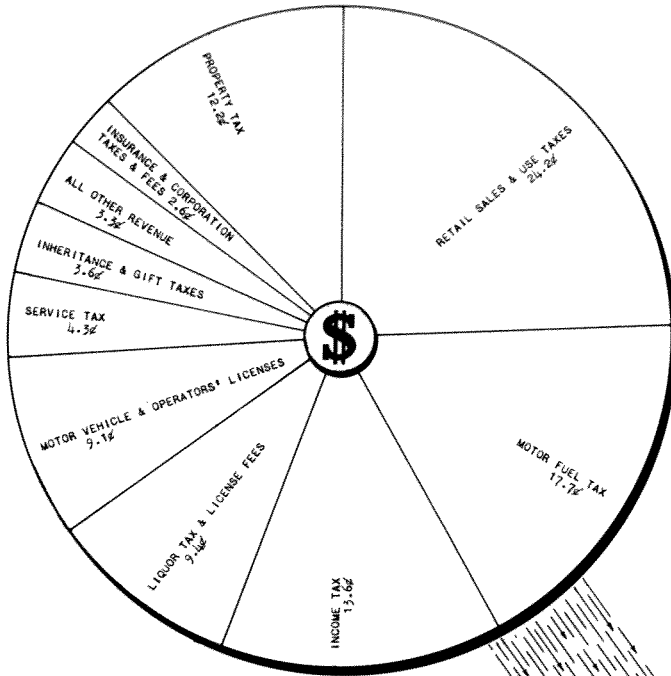 PROPERTY TAX
12.2¢
INSURANCE & CORPORATION
TAXES & FEES 2.6¢
ALL OTHER REVENUE
3.3¢
INHERITANCE & GIFT TAXES
3.6¢
SERVICE TAX
4.3¢
MOTOR VEHICLE & OPERATORS' LICENSES
9.1¢
LIQUOR TAX & LICENSE FEES
9.4¢
INCOME TAX
13.6¢
MOTOR FUEL TAX
17.7¢
RETAIL SALES & USE TAXES
24.2¢
$